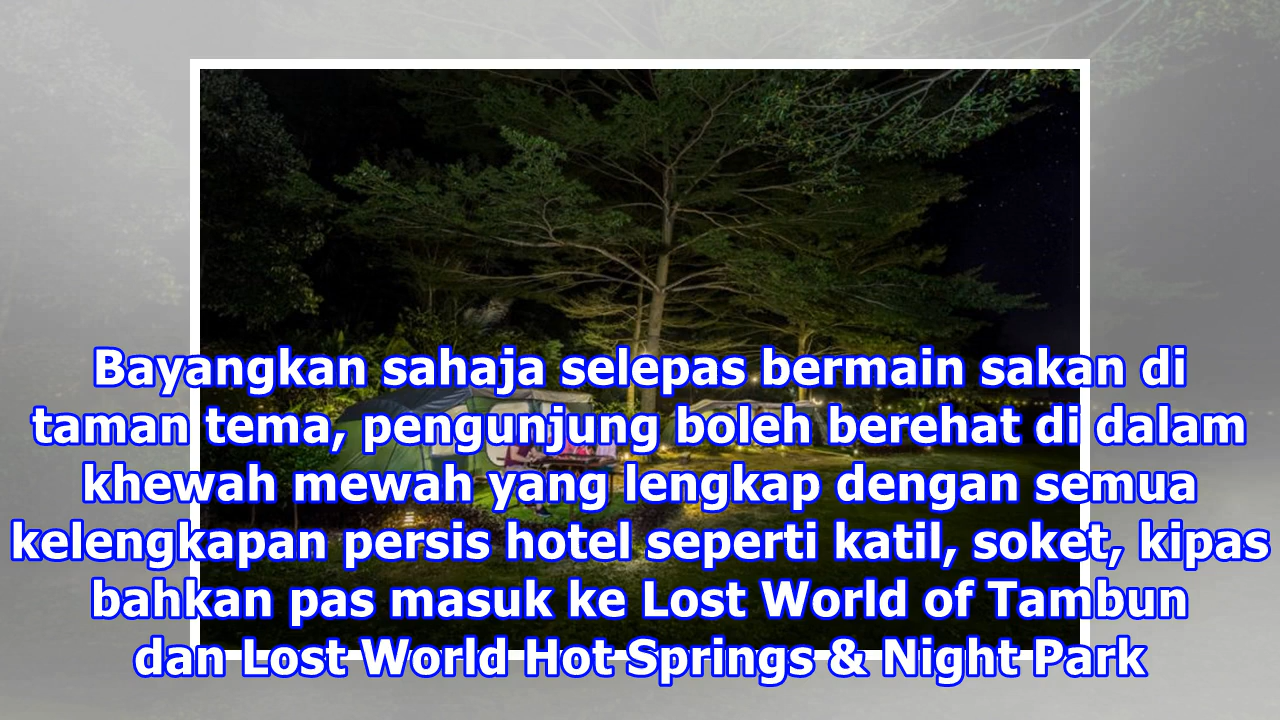 Bayangkan sahaja selepas bermain sakan di
taman tema, pengunjung boleh berehat di dalam
khewah mewah yang lengkap dengan semua
kelengkapan persis hotel seperti katil, soket, kipas
bahkan pas masuk ke Lost World of Tambun
dan Lost World Hot Springs & Night Park